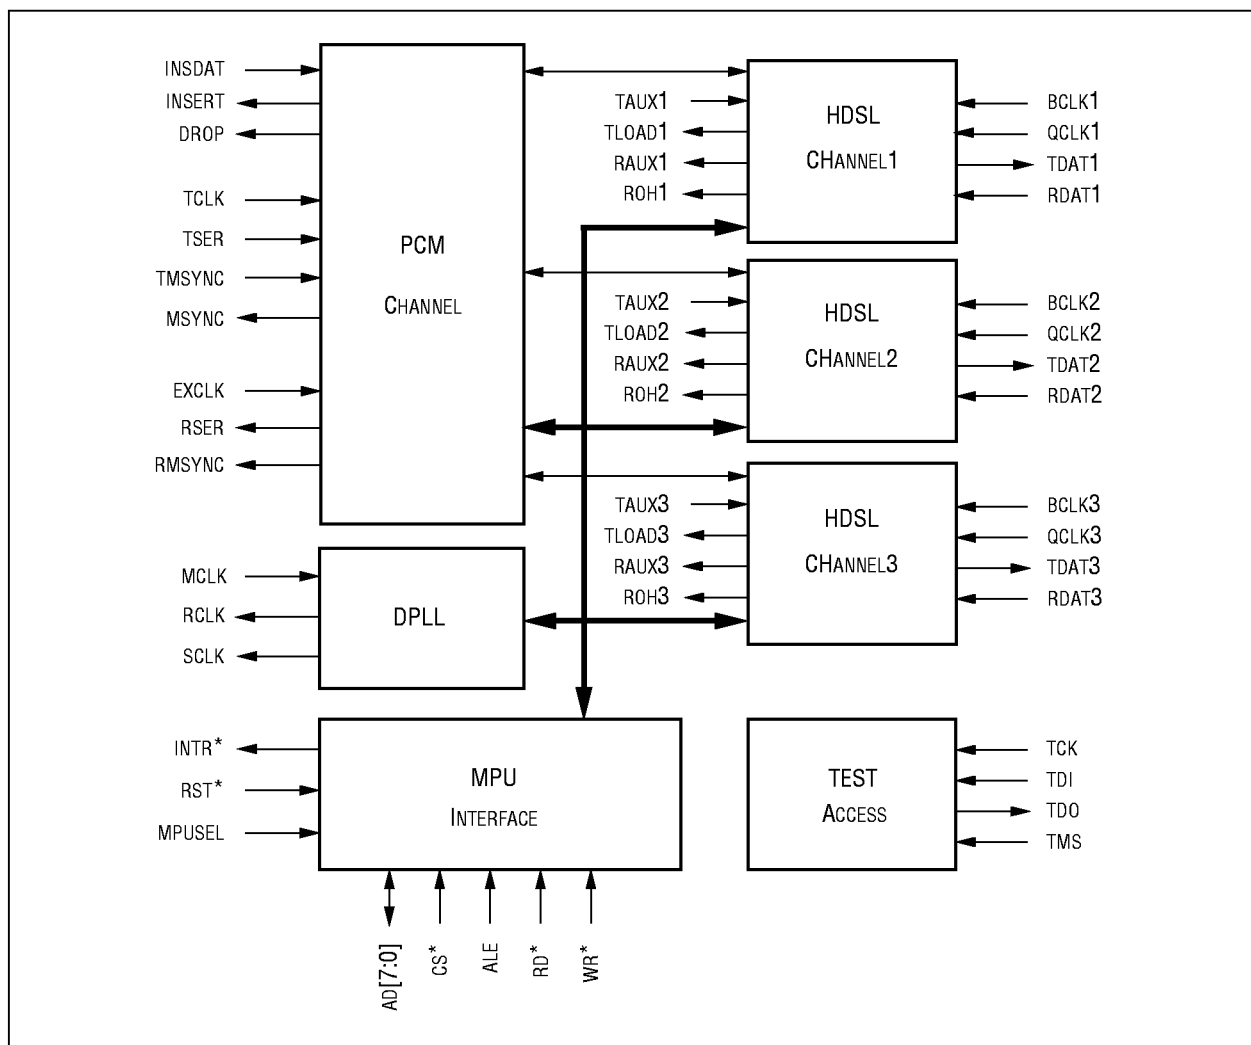 INSDAT
INSERT
DROP
TCLK
TSER
TMSYNC
MSYNC
EXCLK
RSER
RMSYNC
PCM
CHANNEL
TAUX1
TLOAD1
RAUX1
ROH1
HDSL
CHANNEL1
BCLK1
QCLK1
TDAT1
RDAT1
TAUX2
TLOAD2
RAUX2
ROH2
HDSL
CHANNEL2
BCLK2
QCLK2
TDAT2
RDAT2
TAUX3
TLOAD3
RAUX3
ROH3
HDSL
CHANNEL3
BCLK3
QCLK3
TDAT3
RDAT3
MCLK
RCLK
SCLK
DPLL
INTR*
RST*
MPUSEL
MPU
INTERFACE
AD[7:0]
CS*
ALE
RD*
WR*
TEST
ACCESS
TCK
TDI
TDO
TMS